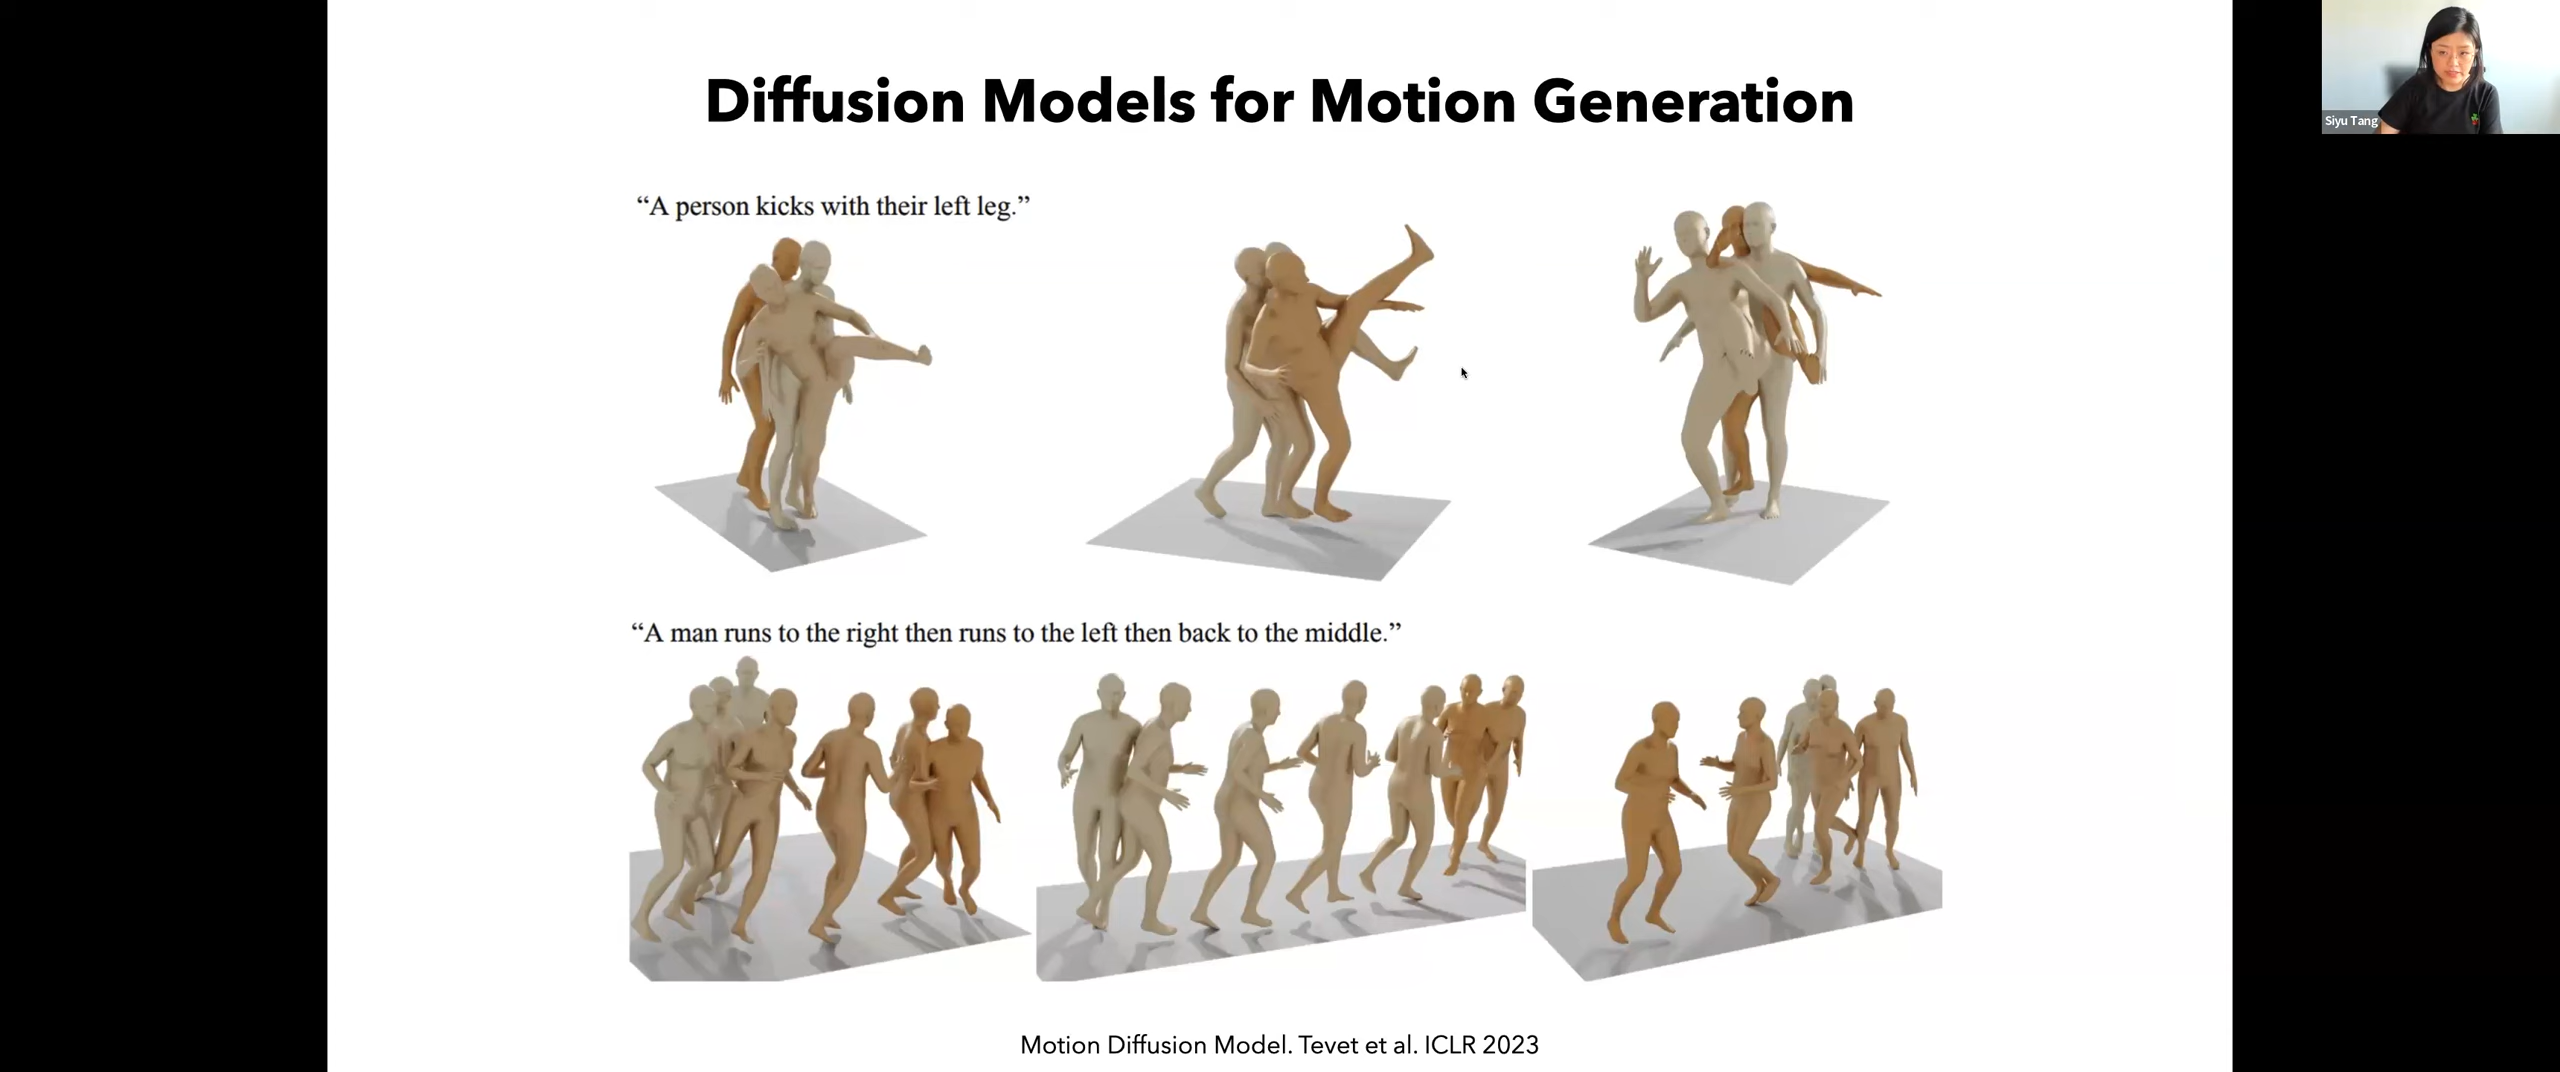 Diffusion Models for Motion Generation
Siyu Tang
“A person kicks with their left leg.”
“A man runs to the right then runs to the left then back to the middle.”
Motion Diffusion Model. Tevet et al. ICLR 2023